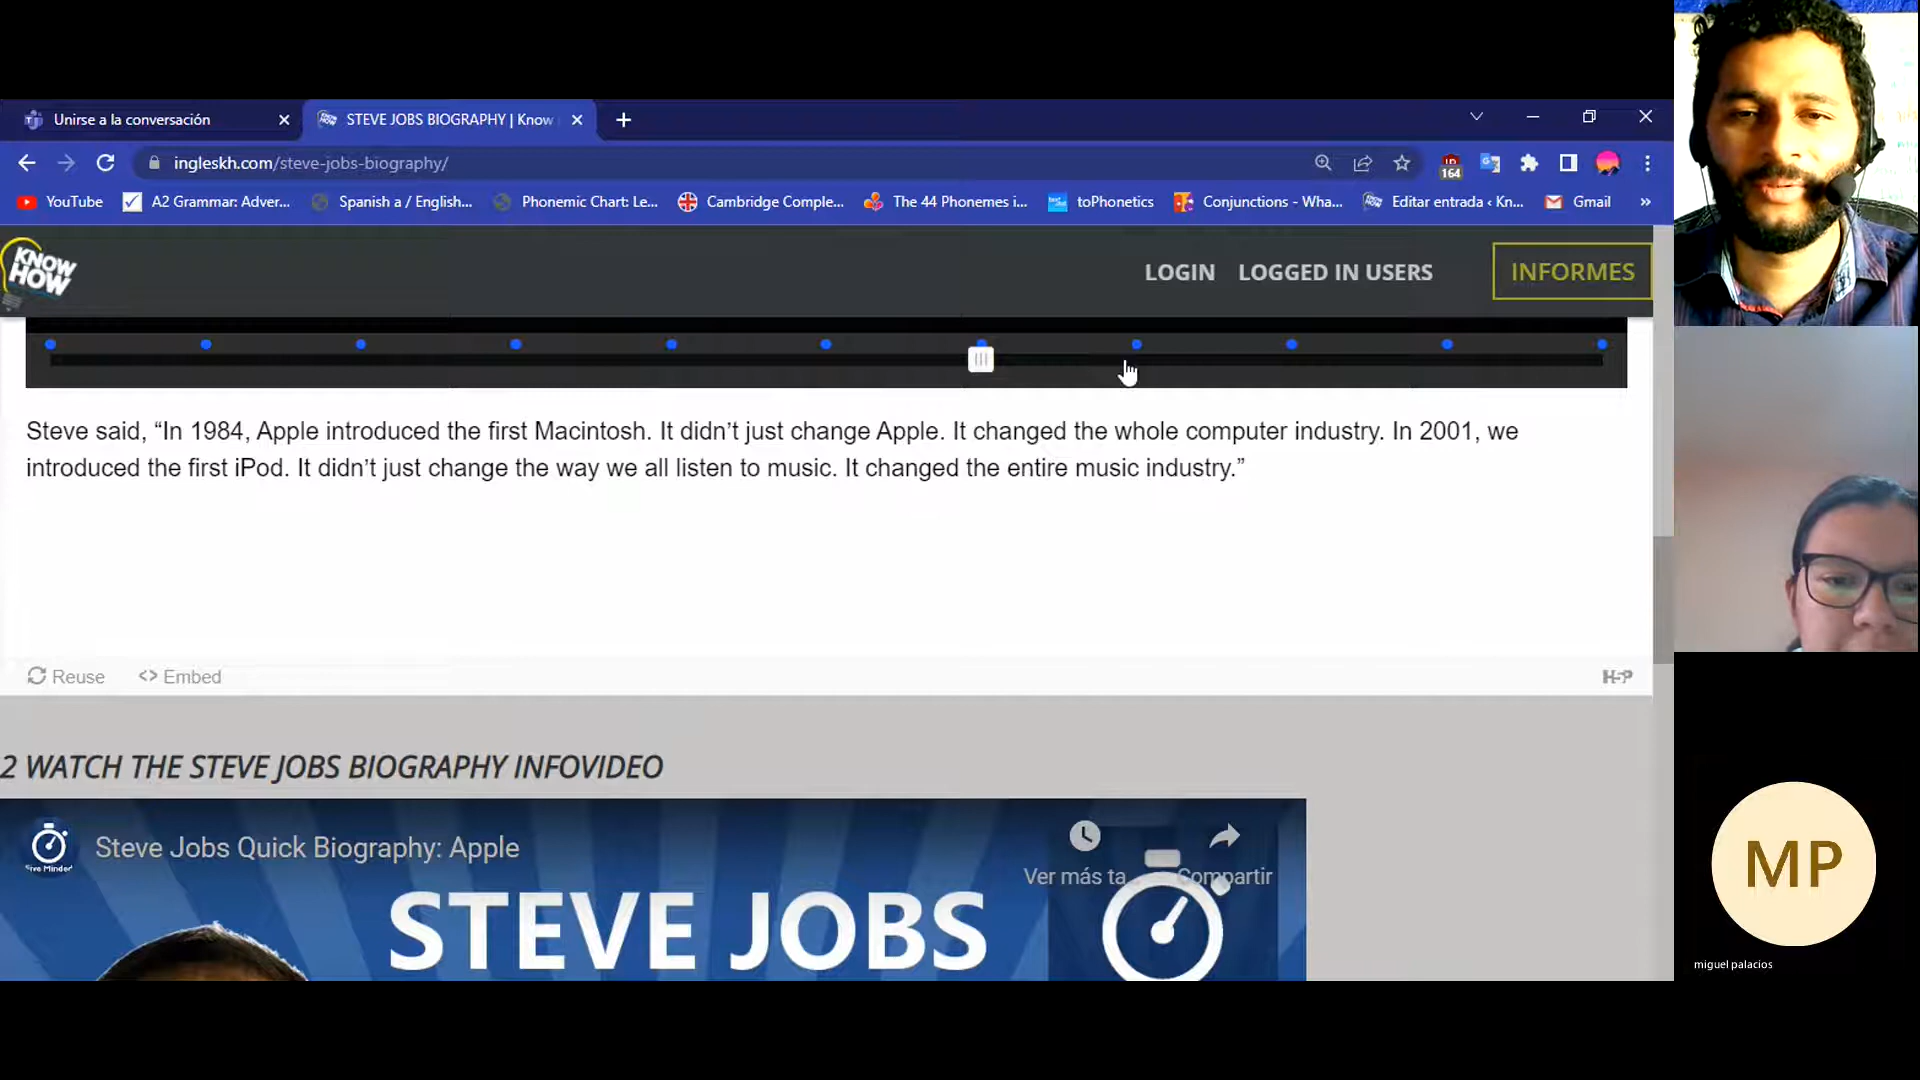 Unirse a la conversación
STEVE JOBS BIOGRAPHY | Know
ingleskh.com/steve-jobs-biography/
164
YouTube
A2 Grammar: Adver...
Spanish a / English...
Phonemic Chart: Le...
Cambridge Comple...
The 44 Phonemes i...
toPhonetics
Conjunctions - Wha...
Editar entrada ‹ Kn...
Gmail
»
KNOW
HOW
LOGIN
LOGGED IN USERS
INFORMES
Steve said, “In 1984, Apple introduced the first Macintosh. It didn’t just change Apple. It changed the whole computer industry. In 2001, we
introduced the first iPod. It didn’t just change the way we all listen to music. It changed the entire music industry.”
Reuse
<> Embed
H5P
2 WATCH THE STEVE JOBS BIOGRAPHY INFOVIDEO
Steve Jobs Quick Biography: Apple
Ver más ta...
Compartir
STEVE JOBS
MP
miguel palacios